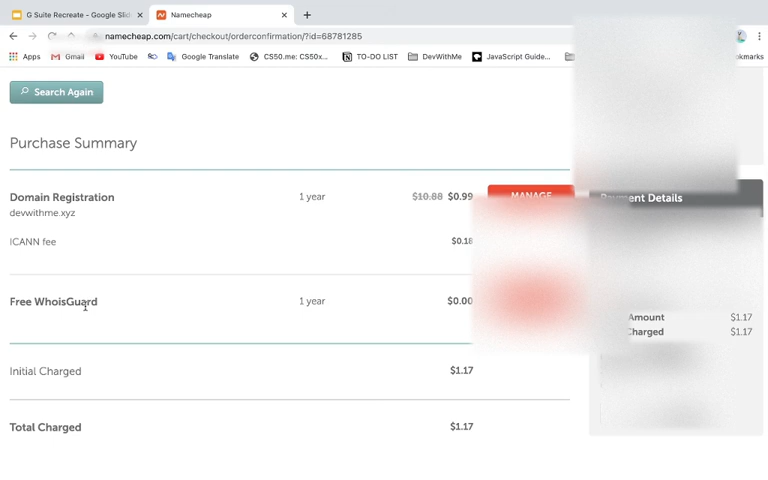 G Suite Recreate - Google Slid
Namecheap
namecheap.com/cart/checkout/orderconfirmation/?id=68781285
Apps Gmail YouTube Google Translate CS50.me: CS50x... TO-DO LIST DevWithMe JavaScript Guide...
Search Again
Purchase Summary
Domain Registration 1 year $10.88 $0.99 MANAGE
devwithme.xyz
ICANN fee $0.18
Free WhoisGuard 1 year $0.00
Initial Charged $1.17
Total Charged $1.17
Payment Details
Amount $1.17
Charged $1.17